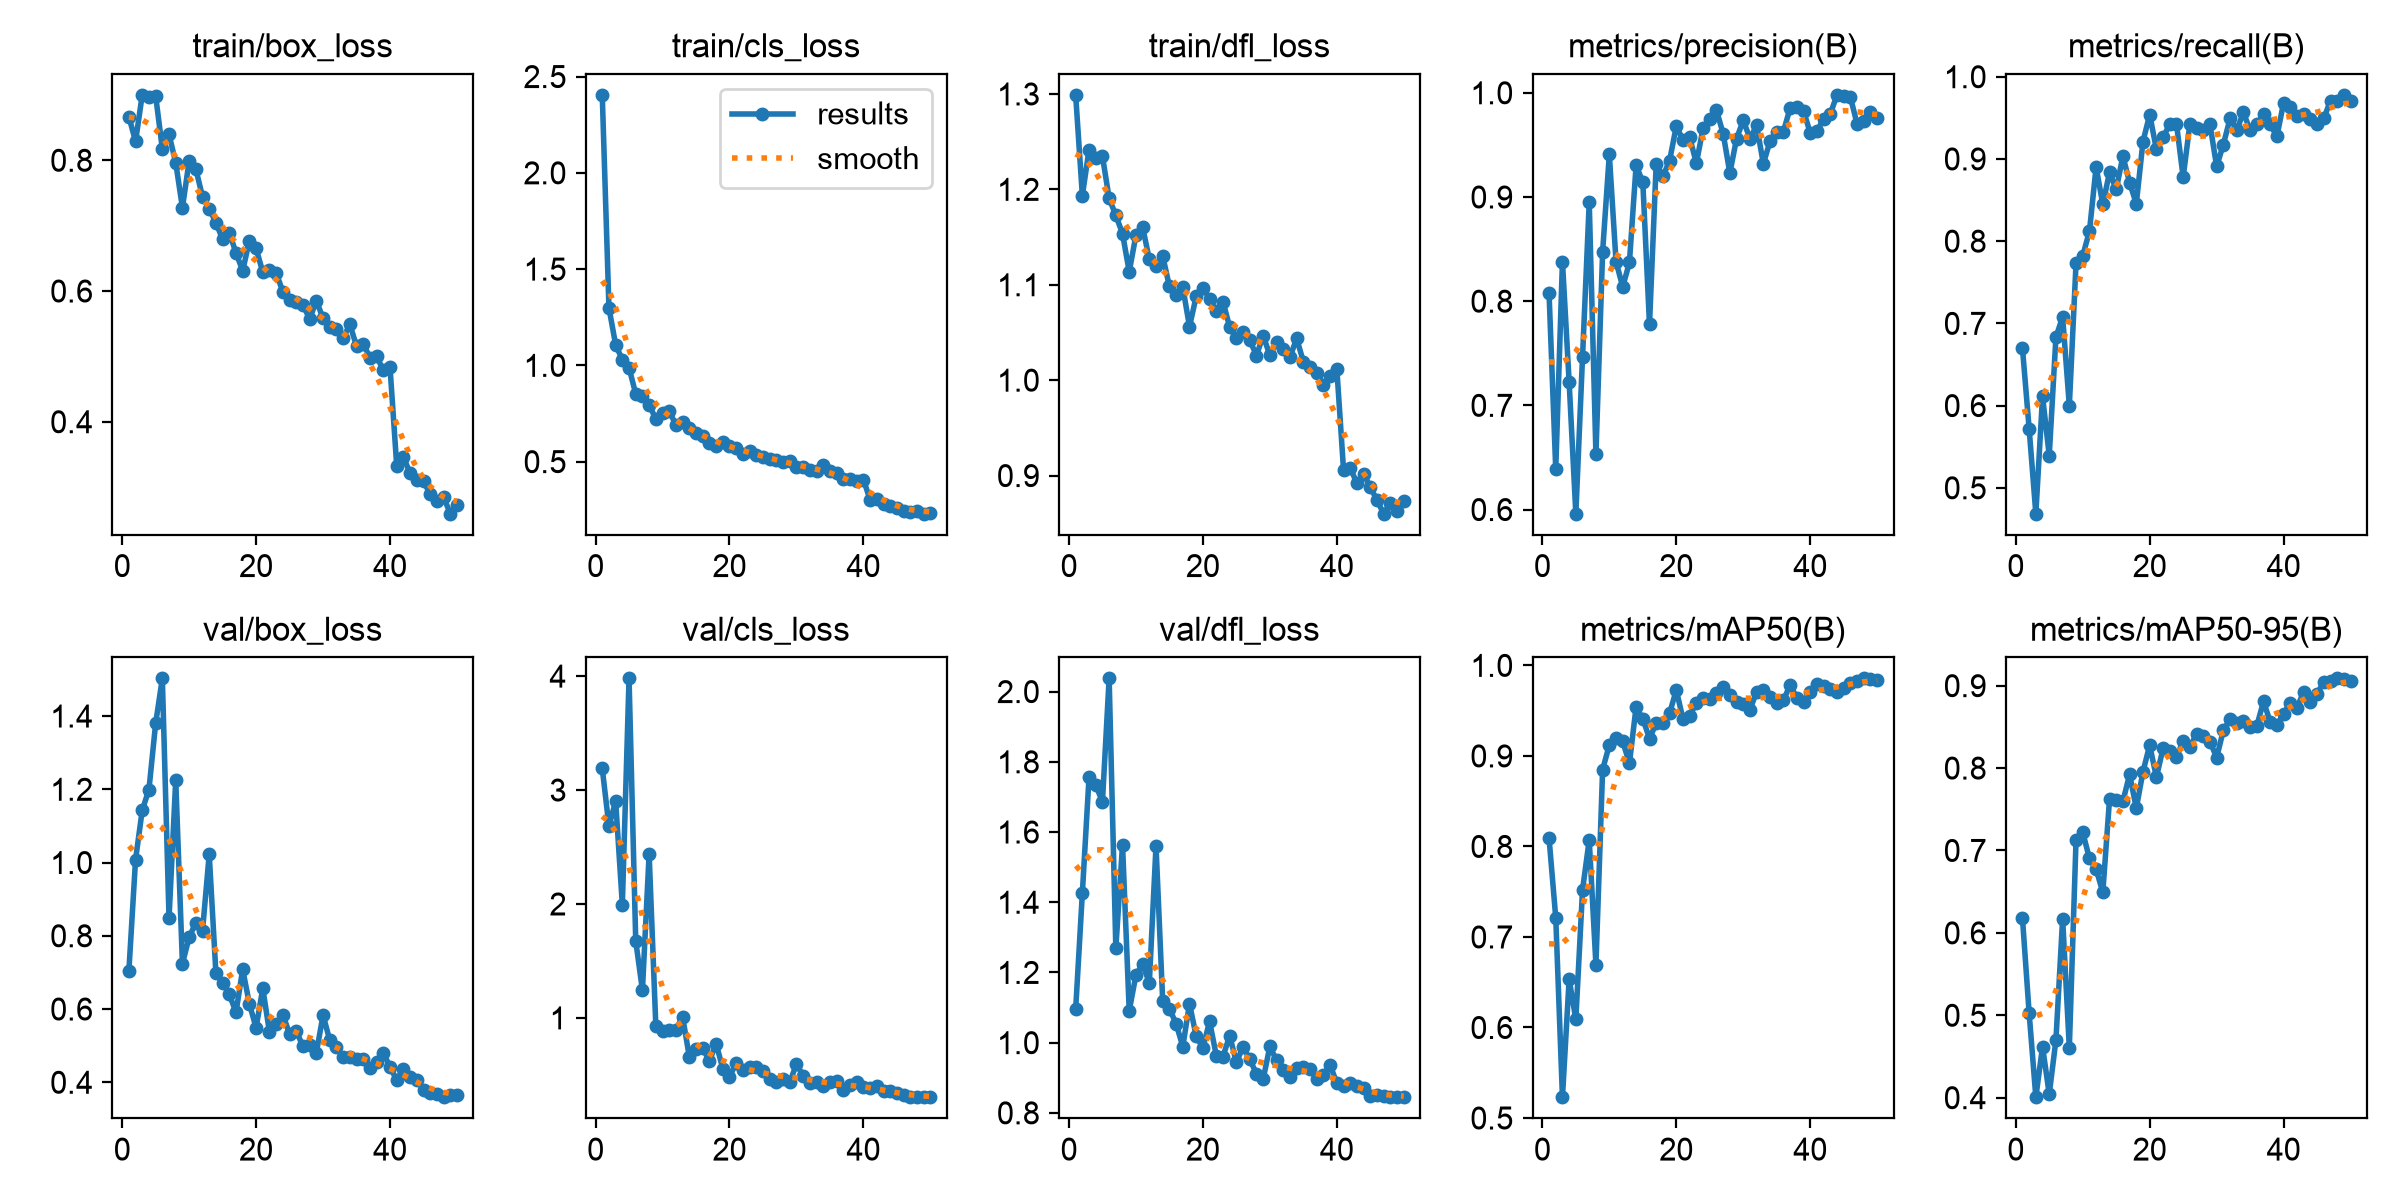 train/box_loss
0.8
0.6
0.4
0 20 40
train/cls_loss
results
smooth
2.5
2.0
1.5
1.0
0.5
0 20 40
train/dfl_loss
1.3
1.2
1.1
1.0
0.9
0 20 40
metrics/precision(B)
1.0
0.9
0.8
0.7
0.6
0 20 40
metrics/recall(B)
1.0
0.9
0.8
0.7
0.6
0.5
0 20 40
val/box_loss
1.4
1.2
1.0
0.8
0.6
0.4
0 20 40
val/cls_loss
4
3
2
1
0 20 40
val/dfl_loss
2.0
1.8
1.6
1.4
1.2
1.0
0.8
0 20 40
metrics/mAP50(B)
1.0
0.9
0.8
0.7
0.6
0.5
0 20 40
metrics/mAP50-95(B)
0.9
0.8
0.7
0.6
0.5
0.4
0 20 40